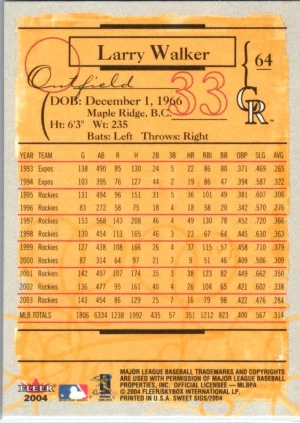 Larry Walker
64
Outfield
33
CR
DOB: December 1, 1966
Maple Ridge, B.C.
Ht: 6'3" Wt: 235
Bats: Left Throws: Right
YEAR TEAM G AB R H 2B 3B HR RBI BB OBP SLG AVG
1993 Expos 138 490 85 130 24 5 22 86 80 .371 .469 .265
1994 Expos 103 395 76 127 44 2 19 86 47 .394 .587 .322
1995 Rockies 131 494 96 151 31 5 36 101 49 .381 .607 .306
1996 Rockies 83 272 58 75 18 4 18 58 20 .342 .570 .276
1997 Rockies 153 568 143 208 46 4 49 130 78 .452 .720 .366
1998 Rockies 130 454 113 165 46 3 23 67 64 .445 .630 .363
1999 Rockies 127 438 108 166 26 4 37 115 57 .458 .710 .379
2000 Rockies 87 314 64 97 21 7 9 51 46 .409 .506 .309
2001 Rockies 142 497 107 174 35 3 38 123 82 .449 .662 .350
2002 Rockies 136 477 95 161 40 4 26 104 65 .421 .602 .338
2003 Rockies 143 454 86 129 25 7 16 79 98 .422 .476 .284
MLB TOTALS 1806 6334 1238 1992 435 57 351 1212 833 .400 .567 .314
FLEER
2004
MAJOR LEAGUE BASEBALL TRADEMARKS AND COPYRIGHTS
ARE USED WITH PERMISSION OF MAJOR LEAGUE BASEBALL
PROPERTIES, INC. OFFICIAL LICENSEE — MLBPA
© 2004 FLEER/SKYBOX INTERNATIONAL LP.
PRINTED IN U.S.A. SWEET SIGS/2004